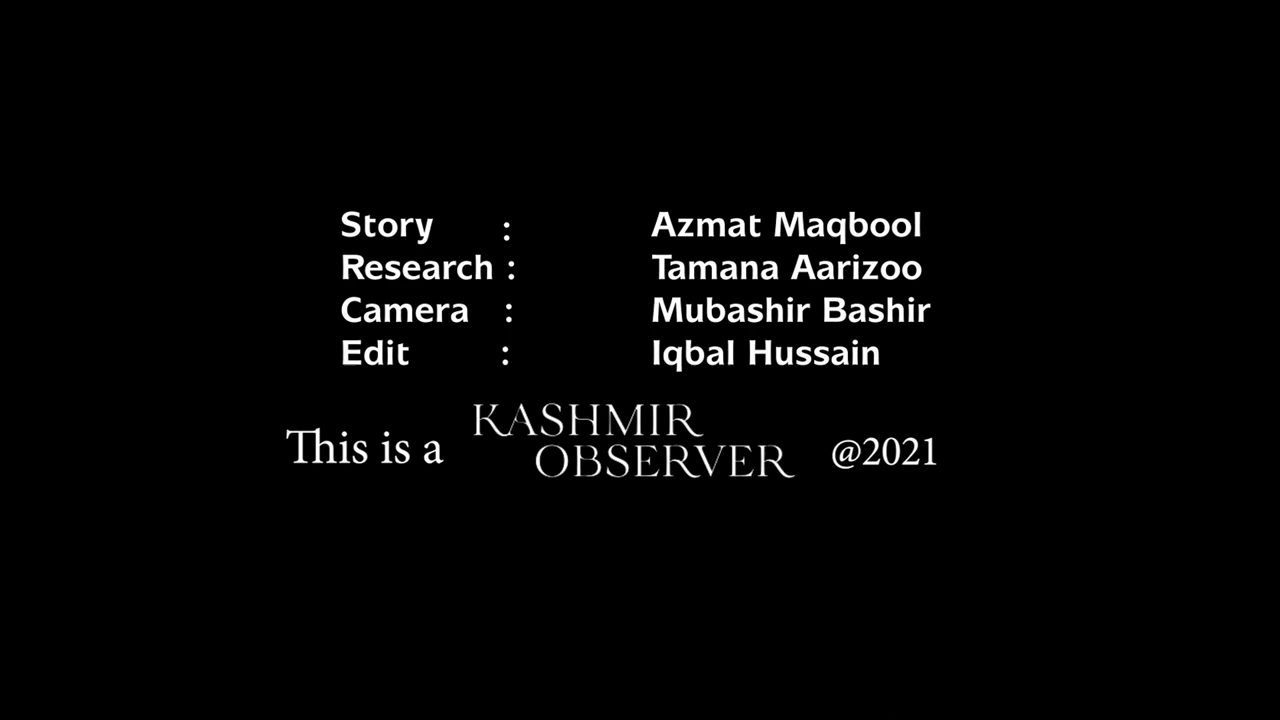 Story : Azmat Maqbool
Research : Tamana Aarizoo
Camera : Mubashir Bashir
Edit : Iqbal Hussain
This is a KASHMIR OBSERVER @2021